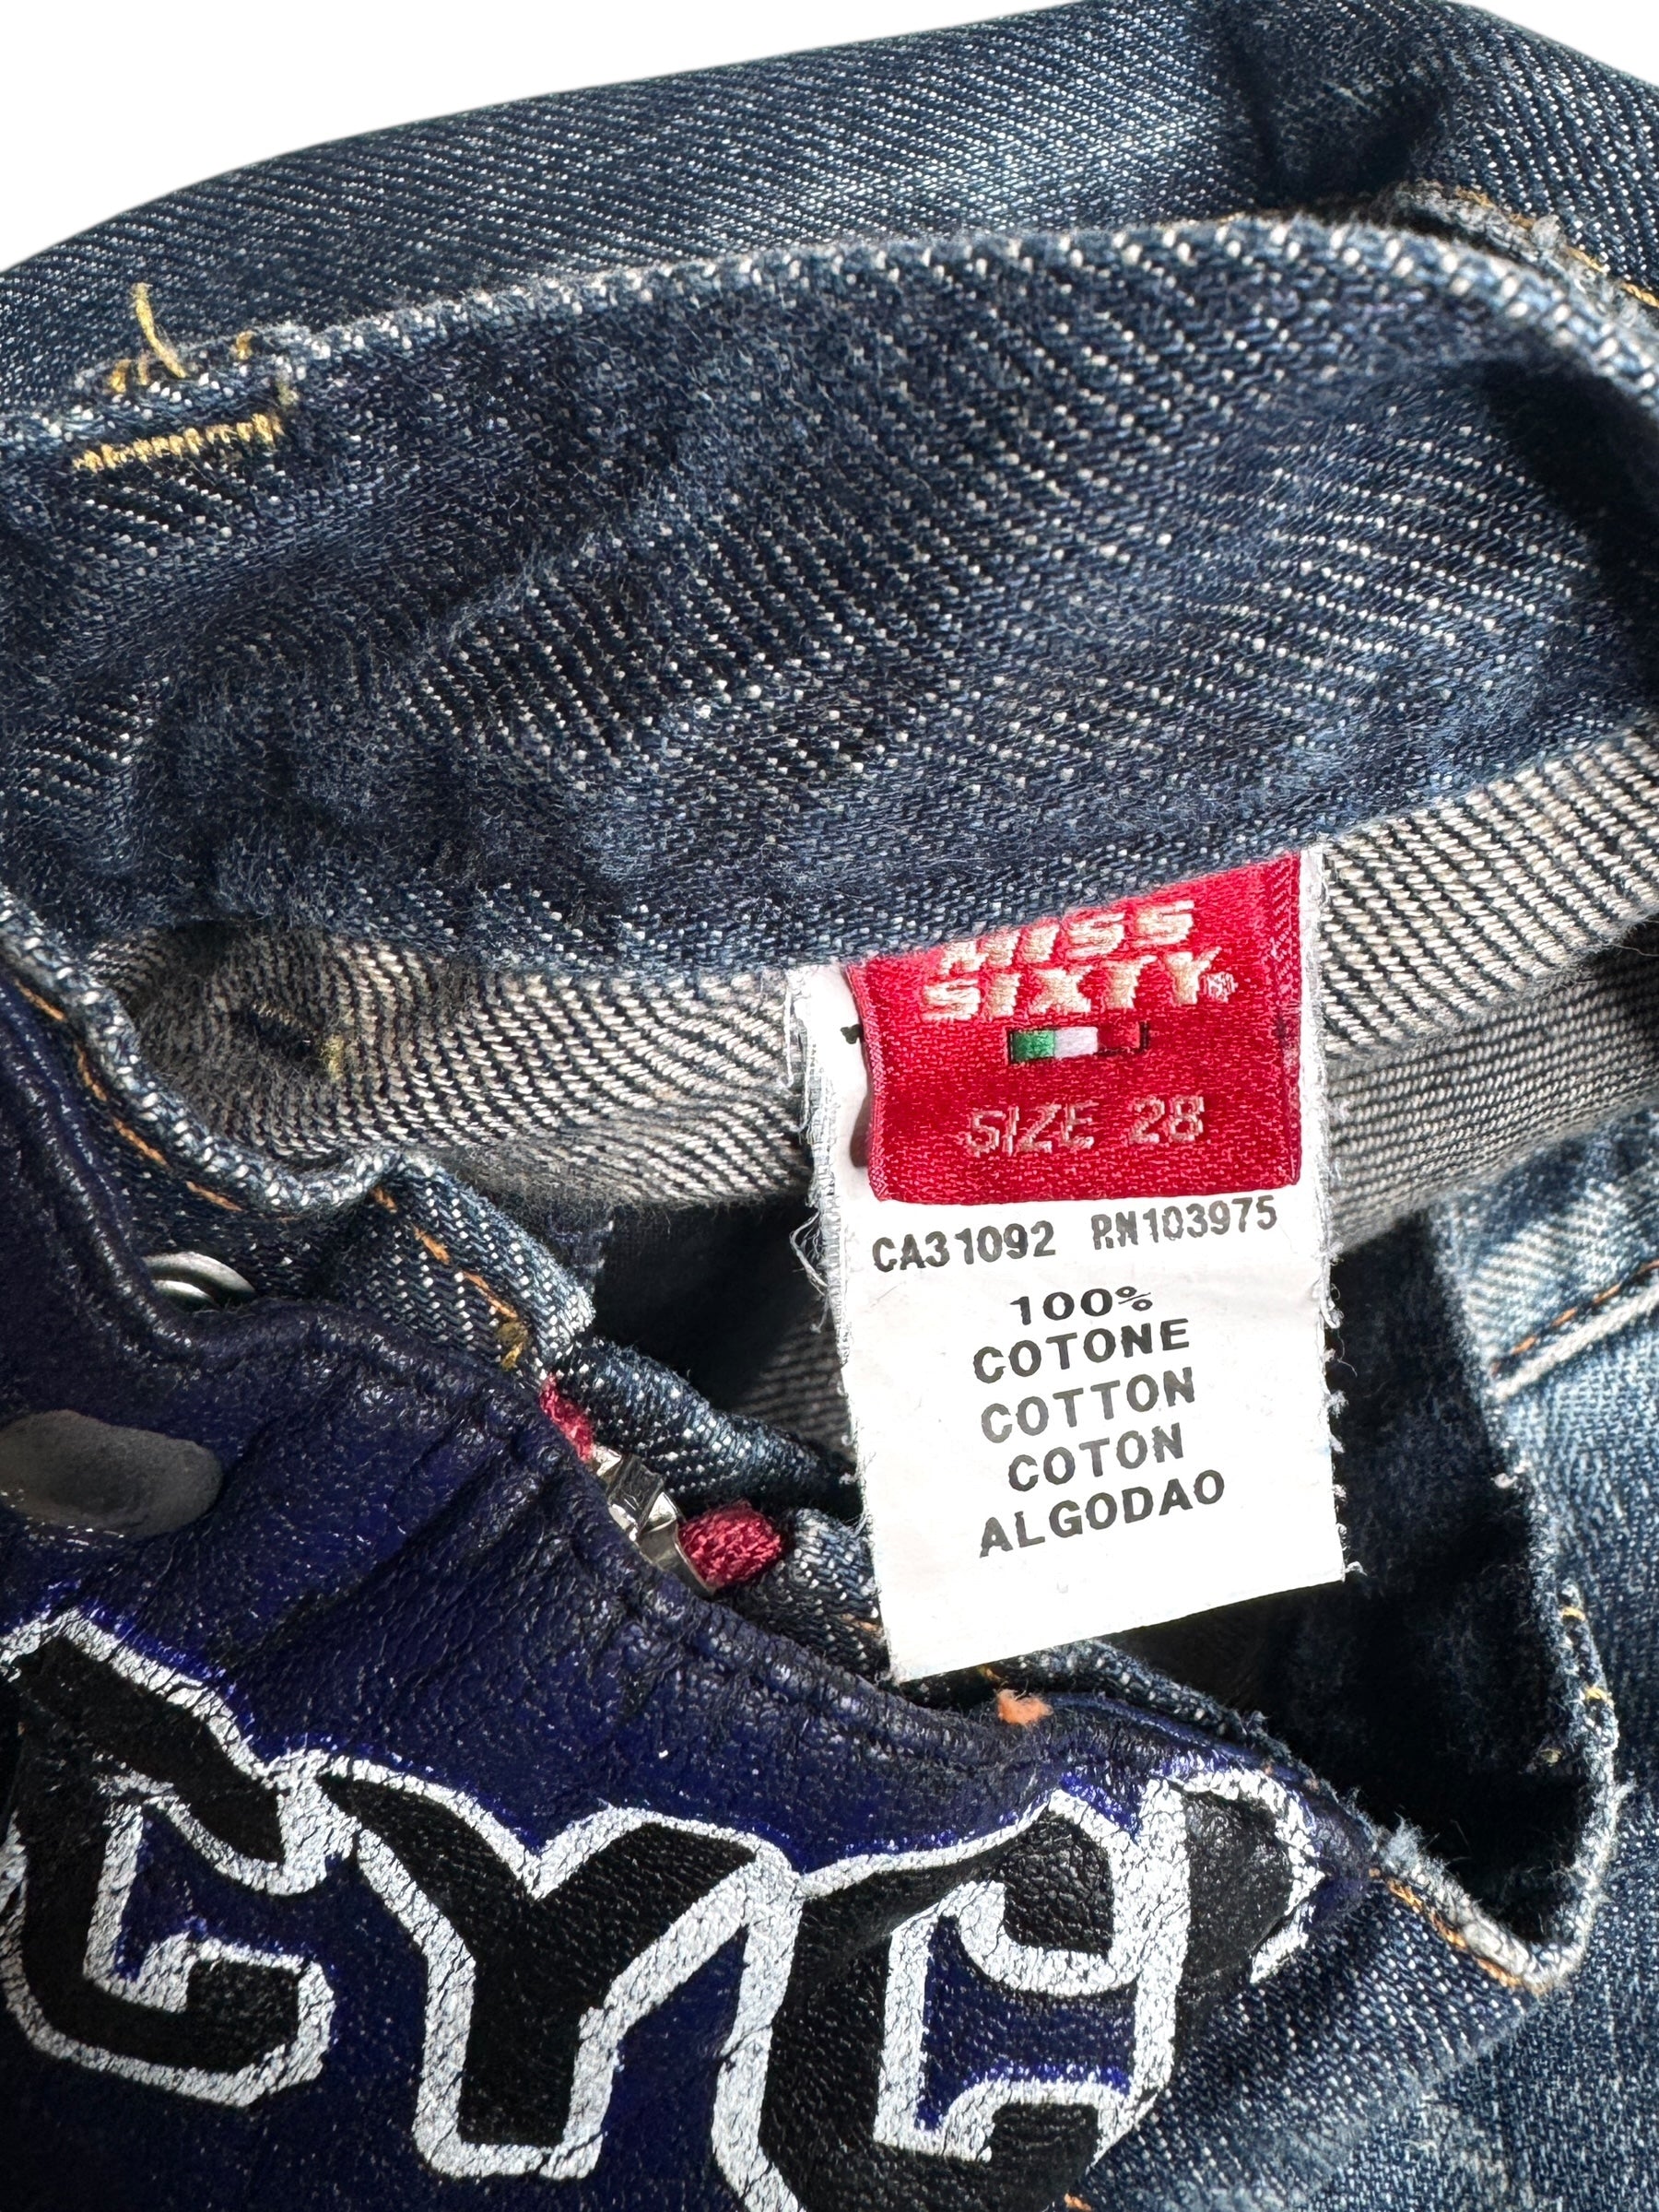 MISS
SIXTY®
SIZE 28
CA31092 RN103975
100%
COTONE
COTTON
COTON
ALGODAO